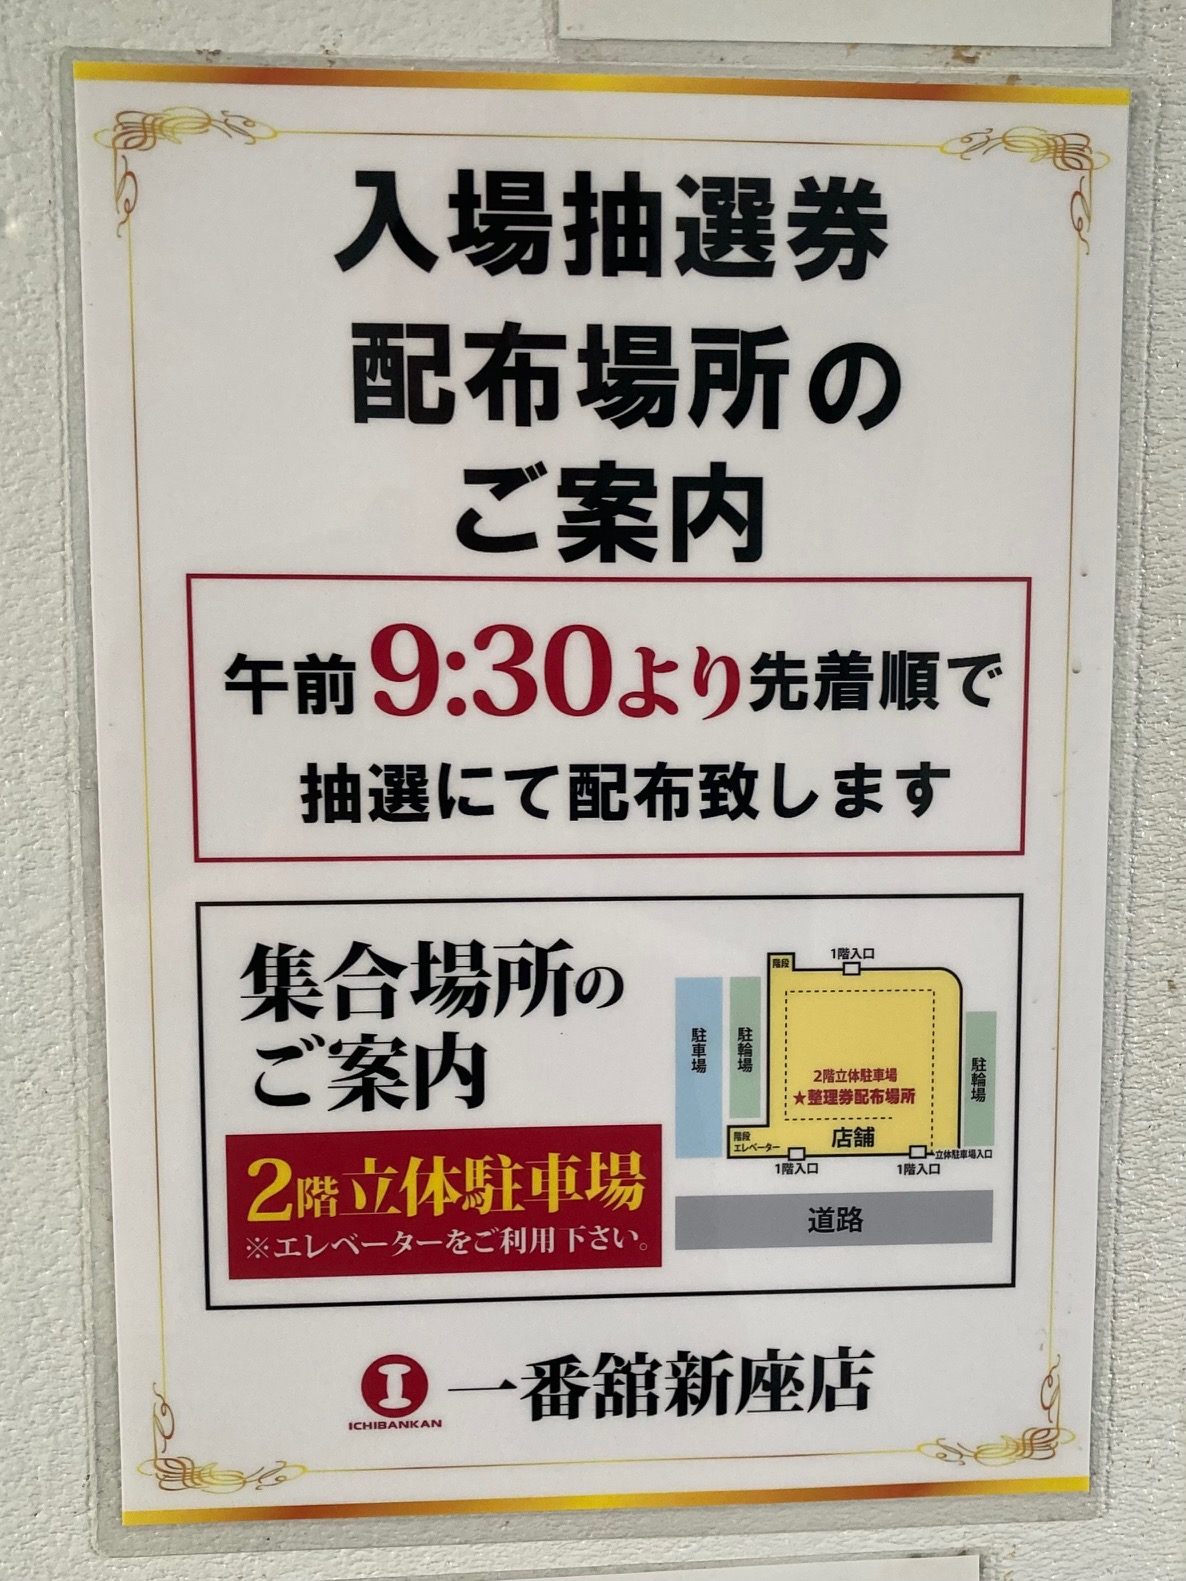 入場抽選券
配布場所の
ご案内
午前9:30より先着順で
抽選にて配布致します
集合場所の
ご案内
2階立体駐車場
※エレベーターをご利用下さい。
階段
1階入口
駐車場
駐輪場
2階立体駐車場
★整理券配布場所
駐輪場
階段
エレベーター
店舗
1階入口
1階入口
立体駐車場入口
道路
ICHIBANKAN
一番舘新座店